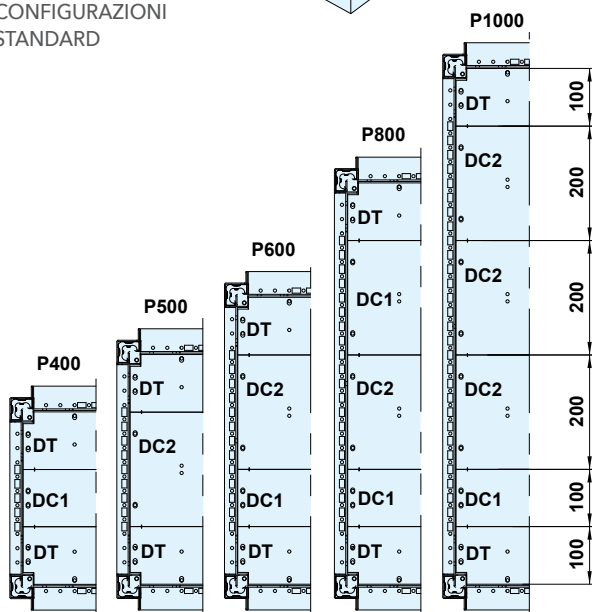 CONFIGURAZIONI
STANDARD
P400
DT
DC1
DT
P500
DT
DC2
DT
P600
DT
DC2
DC1
DT
P800
DT
DC1
DC2
DC1
DT
P1000
DT
DC2
DC2
DC2
DC1
DT
100
200
200
200
100
100